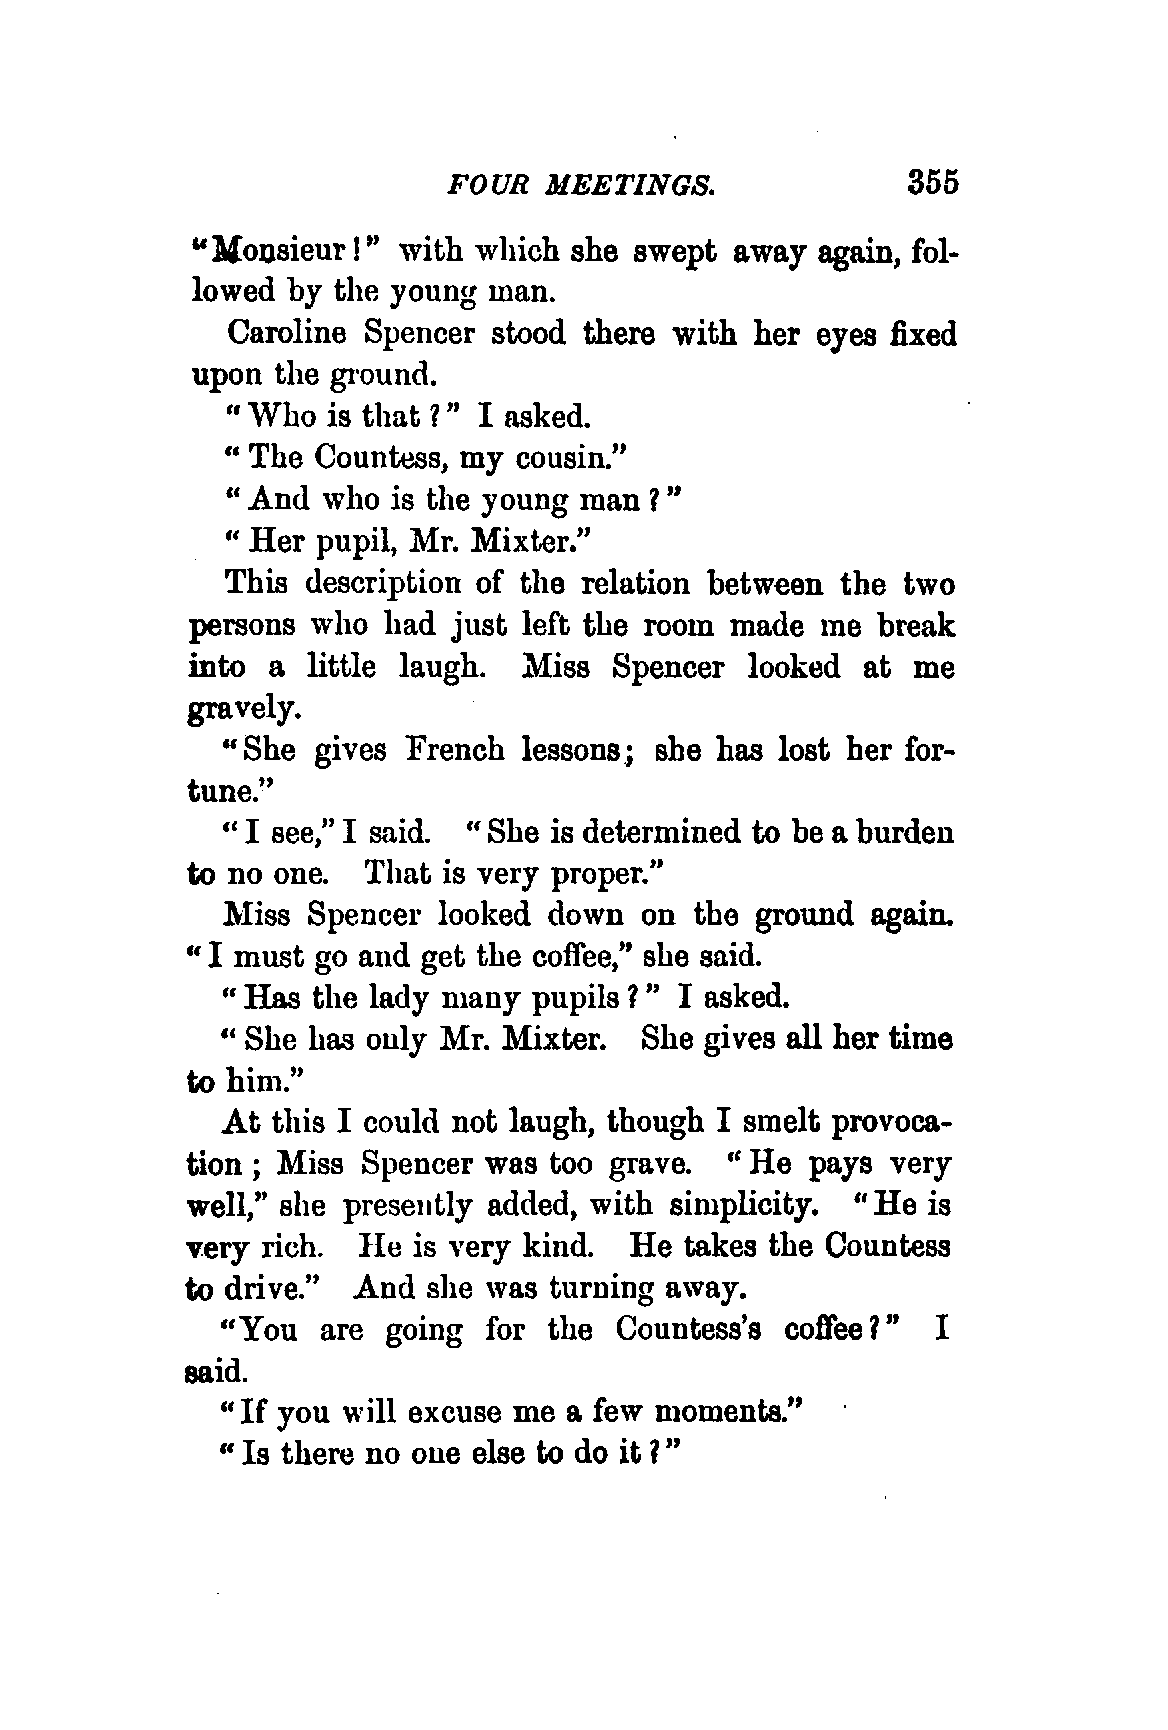 FOUR MEETINGS. 355
“Monsieur!” with which she swept away again, fol-
lowed by the young man.
Caroline Spencer stood there with her eyes fixed
upon the ground.
“Who is that?” I asked.
“The Countess, my cousin.”
“And who is the young man?”
“Her pupil, Mr. Mixter.”
This description of the relation between the two
persons who had just left the room made me break
into a little laugh. Miss Spencer looked at me
gravely.
“She gives French lessons; she has lost her for-
tune.”
“I see,” I said. “She is determined to be a burden
to no one. That is very proper.”
Miss Spencer looked down on the ground again.
“I must go and get the coffee,” she said.
“Has the lady many pupils?” I asked.
“She has only Mr. Mixter. She gives all her time
to him.”
At this I could not laugh, though I smelt provoca-
tion; Miss Spencer was too grave. “He pays very
well,” she presently added, with simplicity. “He is
very rich. He is very kind. He takes the Countess
to drive.” And she was turning away.
“You are going for the Countess’s coffee?” I
said.
“If you will excuse me a few moments.”
“Is there no one else to do it?”